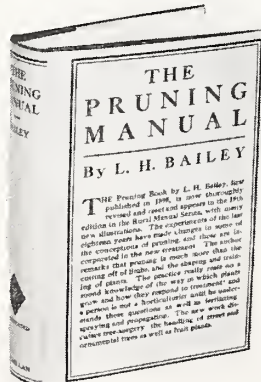 THE
PRUNING
MANUAL
THE
PRUNING
MANUAL
By L. H. BAILEY
THE Pruning Book by L. H. Bailey, first
published in 1898, is now thoroughly
revised and reset and appears in the 18th
edition in the Rural Manual Series, with many
new illustrations. The experiments of the last
eighteen years have made changes in some of
the conceptions of pruning, and these are in-
corporated in the new treatment. The author
remarks that pruning is much more than the
cutting off of limbs, and the shaping and train-
ing of plants. The practice really rests on a
sound knowledge of the way in which plants
grow and how they respond to treatment and
a person is not a horticulturist until he under-
stands these questions as well as fertilizing,
spraying and propagation. The new work dis-
cusses tree-surgery, the handling of street and
ornamental trees as well as fruit plants.